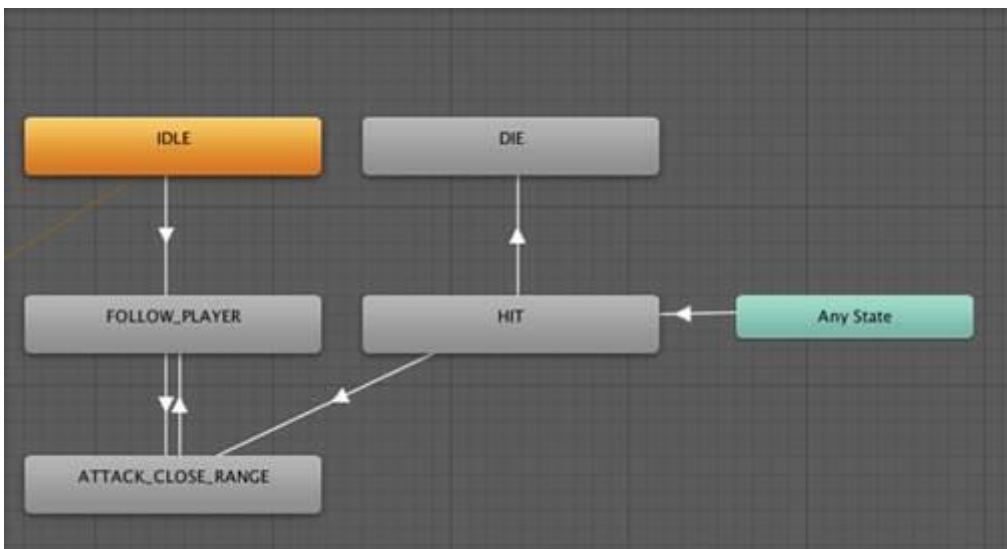 IDLE
DIE
FOLLOW_PLAYER
HIT
Any State
ATTACK_CLOSE_RANGE